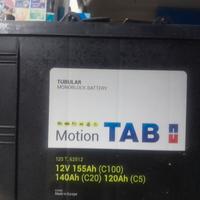 TUBULAR
MONOBLOCK BATTERY
Motion TAB
12V 155Ah (C100)
140Ah (C20) 120Ah (C5)
Made in Europe